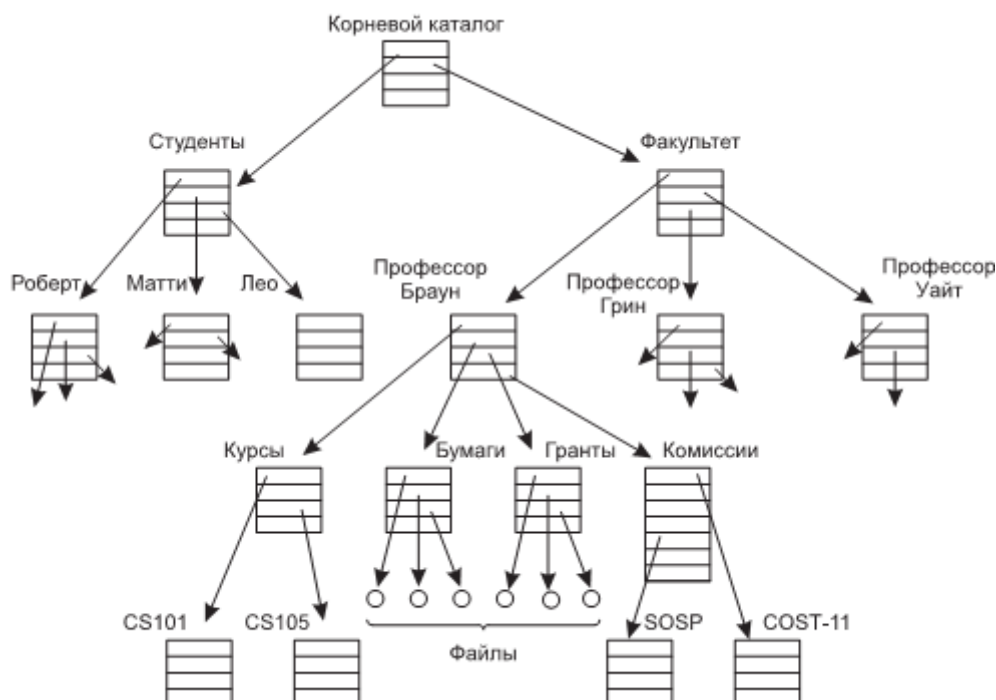 Корневой каталог
Студенты
Факультет
Роберт
Матти
Лео
Профессор
Браун
Профессор
Грин
Профессор
Уайт
Курсы
Бумаги
Гранты
Комиссии
CS101
CS105
Файлы
SOSP
COST-11